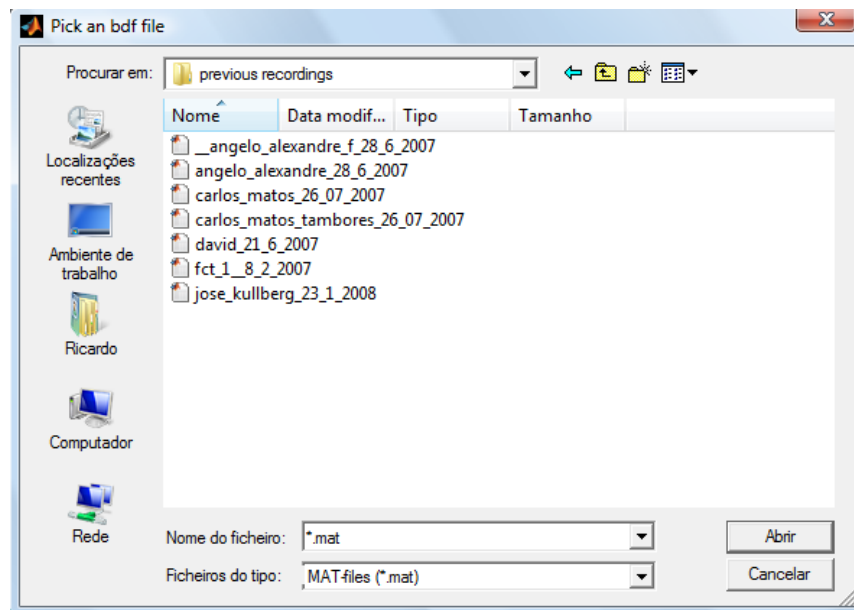 Pick an bdf file
Procurar em: previous recordings
Nome Data modif... Tipo Tamanho
__angelo_alexandre_f_28_6_2007
angelo_alexandre_28_6_2007
carlos_matos_26_07_2007
carlos_matos_tambores_26_07_2007
david_21_6_2007
fct_1__8_2_2007
jose_kullberg_23_1_2008
Localizações
recentes
Ambiente de
trabalho
Ricardo
Computador
Rede
Nome do ficheiro: *.mat Abrir
Ficheiros do tipo: MAT-files (*.mat) Cancelar